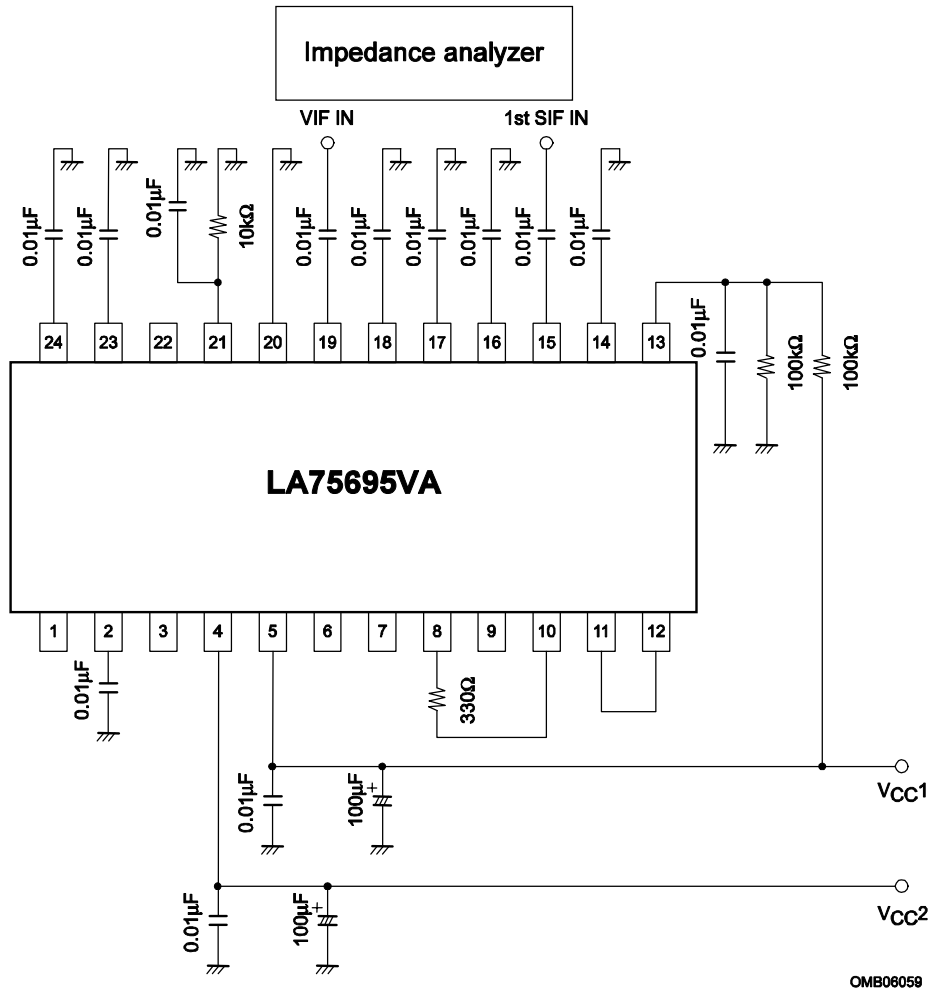 Impedance analyzer
VIF IN
1st SIF IN
0.01µF
0.01µF
0.01µF
10kΩ
0.01µF
0.01µF
0.01µF
0.01µF
0.01µF
0.01µF
0.01µF
24
23
22
21
20
19
18
17
16
15
14
13
0.01µF
100kΩ
100kΩ
LA75695VA
1
2
3
4
5
6
7
8
9
10
11
12
0.01µF
330Ω
0.01µF
100µF
+
VCC1
0.01µF
100µF
+
VCC2
OMB06059